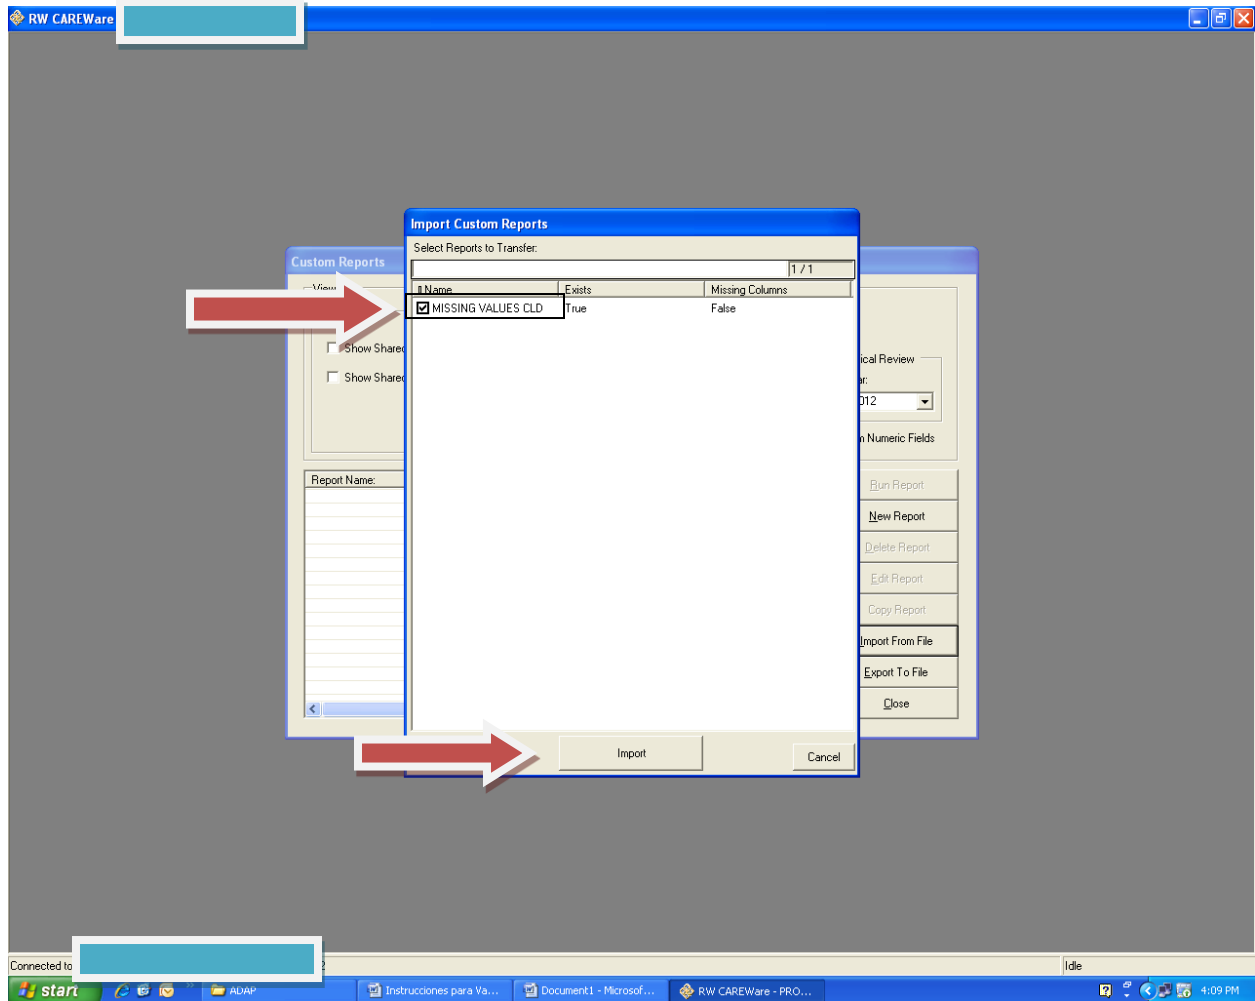 RW CAREWare
Import Custom Reports
Select Reports to Transfer:
1 / 1
Name Exists Missing Columns
MISSING VALUES CLD True False
Import
Cancel
Custom Reports
View
Show Shared
Show Shared
ical Review
ar:
012
Numeric Fields
Report Name:
Run Report
New Report
Delete Report
Edit Report
Copy Report
Import From File
Export To File
Close
Connected to
Idle
start
ADAP
Instrucciones para Va...
Document1 - Microsof...
RW CAREWare - PRO...
4:09 PM